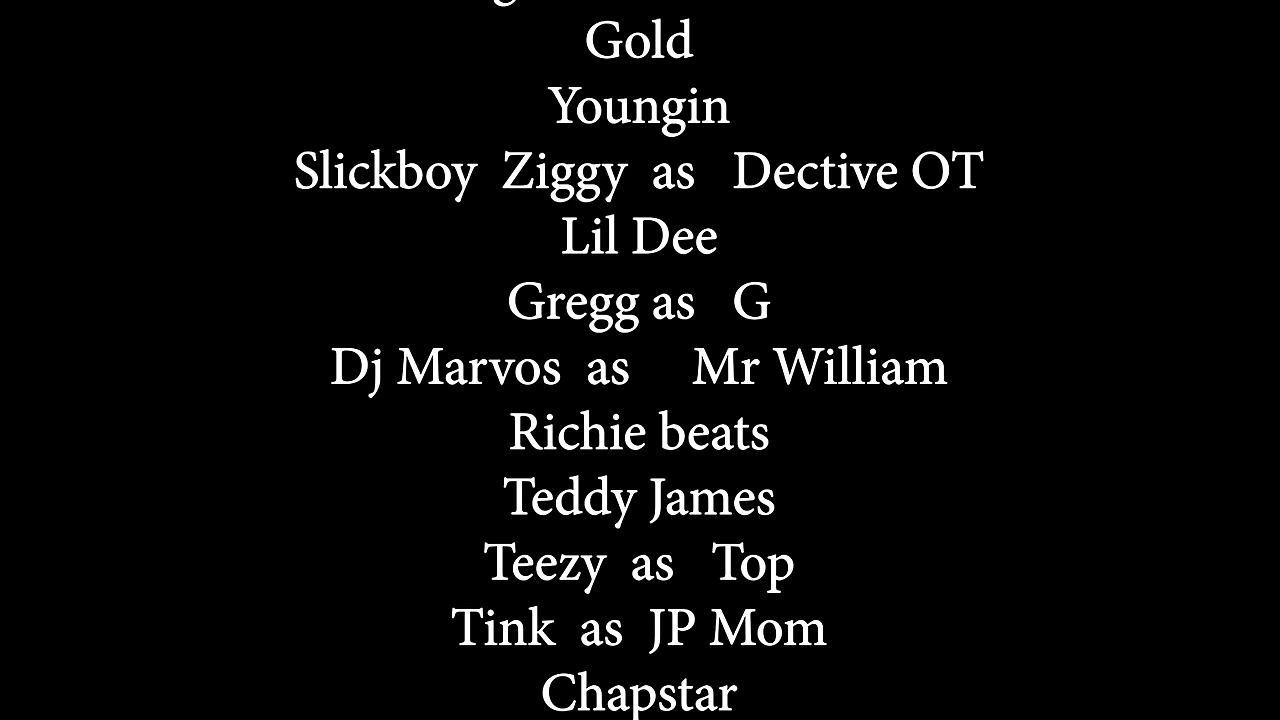 Gold
Youngin
Slickboy Ziggy as Dective OT
Lil Dee
Gregg as G
Dj Marvos as Mr William
Richie beats
Teddy James
Teezy as Top
Tink as JP Mom
Chapstar